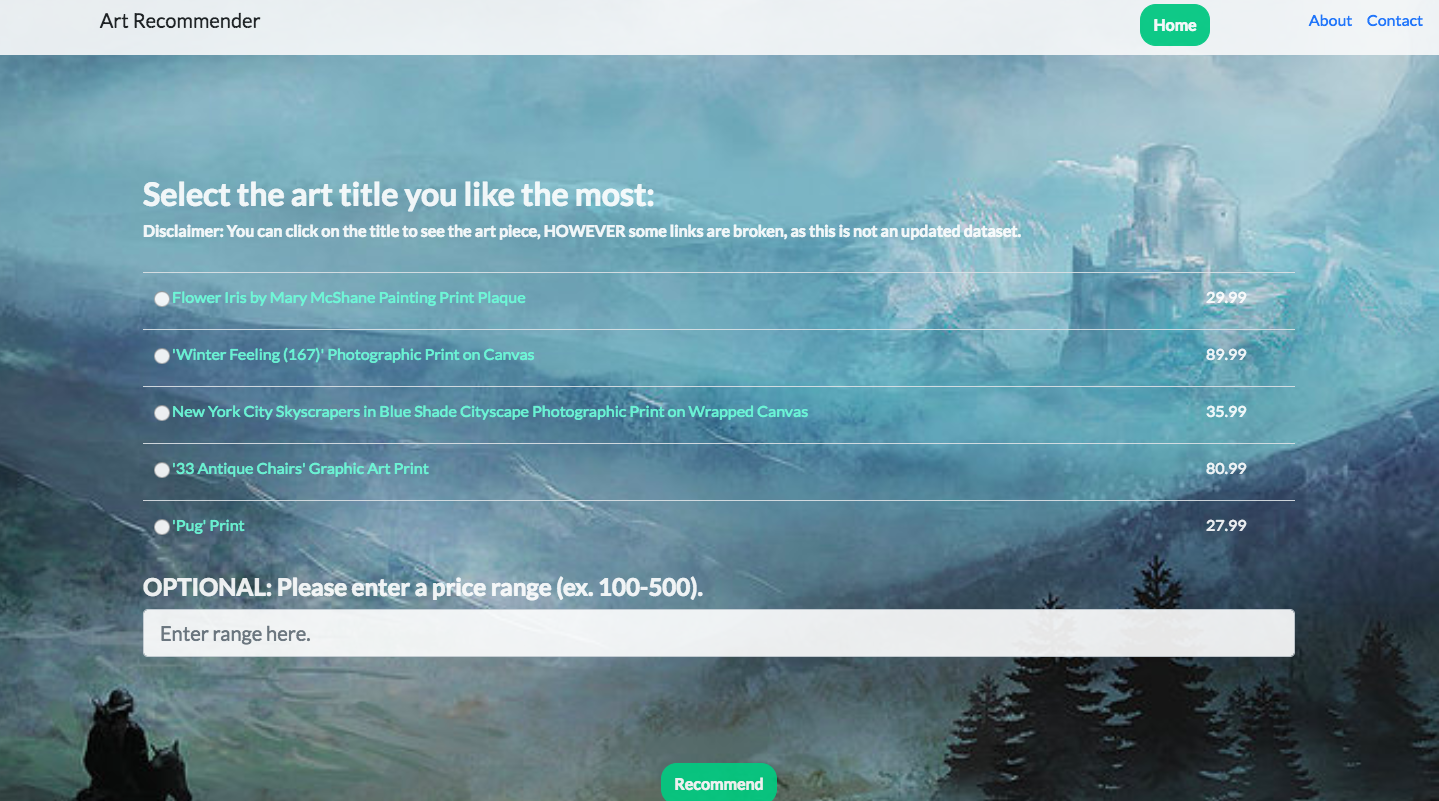 Art Recommender
Home
About
Contact
Select the art title you like the most:
Disclaimer: You can click on the title to see the art piece, HOWEVER some links are broken, as this is not an updated dataset.
Flower Iris by Mary McShane Painting Print Plaque 29.99
'Winter Feeling (167)' Photographic Print on Canvas 89.99
New York City Skyscrapers in Blue Shade Cityscape Photographic Print on Wrapped Canvas 35.99
'33 Antique Chairs' Graphic Art Print 80.99
'Pug' Print 27.99
OPTIONAL: Please enter a price range (ex. 100-500).
Enter range here.
Recommend